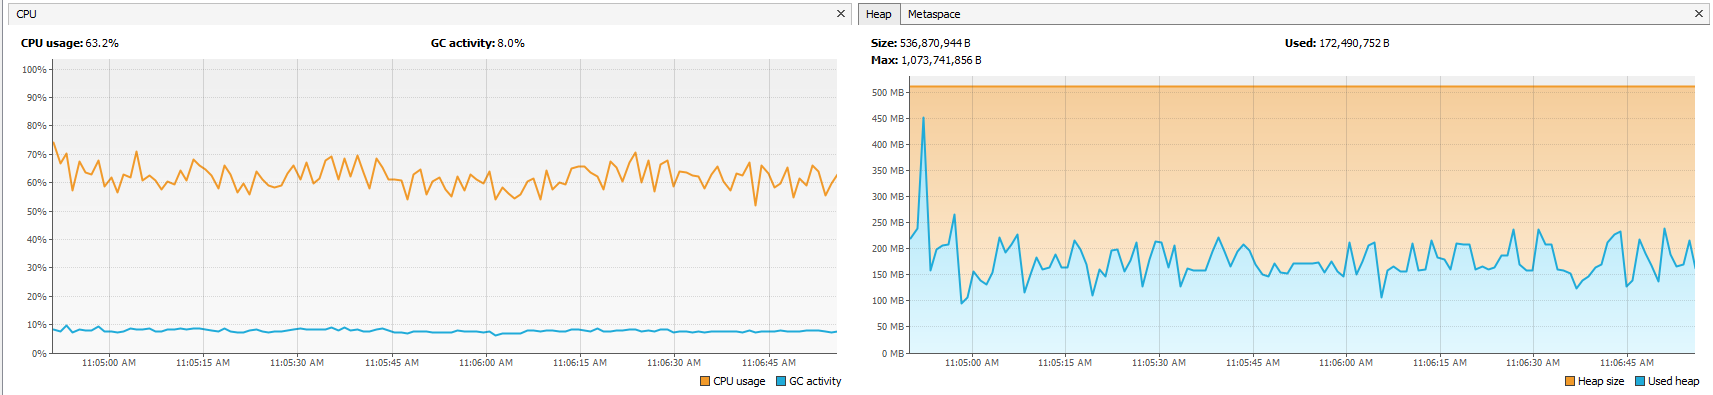 CPU
CPU usage: 63.2%
GC activity: 8.0%
100%
90%
80%
70%
60%
50%
40%
30%
20%
10%
0%
11:05:00 AM 11:05:15 AM 11:05:30 AM 11:05:45 AM 11:06:00 AM 11:06:15 AM 11:06:30 AM 11:06:45 AM
CPU usage GC activity
Heap Metaspace
Size: 536,870,944 B
Used: 172,490,752 B
Max: 1,073,741,856 B
500 MB
450 MB
400 MB
350 MB
300 MB
250 MB
200 MB
150 MB
100 MB
50 MB
0 MB
11:05:00 AM 11:05:15 AM 11:05:30 AM 11:05:45 AM 11:06:00 AM 11:06:15 AM 11:06:30 AM 11:06:45 AM
Heap size Used heap